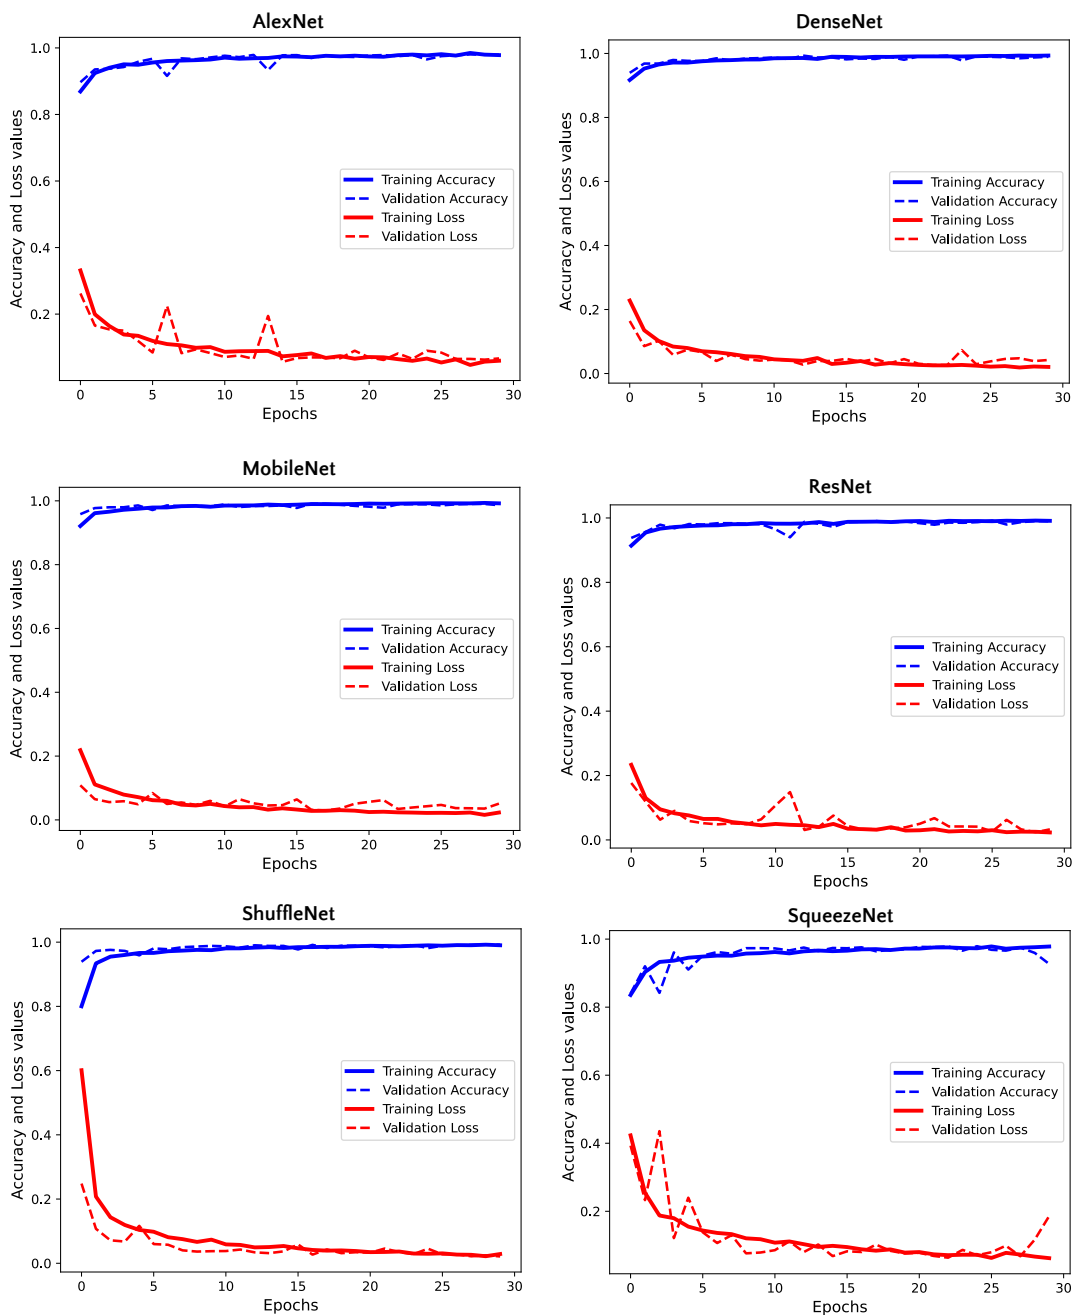 AlexNet
Accuracy and Loss values
1.0
0.8
0.6
0.4
0.2
Training Accuracy
Validation Accuracy
Training Loss
Validation Loss
0 5 10 15 20 25 30
Epochs
DenseNet
Accuracy and Loss values
1.0
0.8
0.6
0.4
0.2
0.0
Training Accuracy
Validation Accuracy
Training Loss
Validation Loss
0 5 10 15 20 25 30
Epochs
MobileNet
Accuracy and Loss values
1.0
0.8
0.6
0.4
0.2
0.0
Training Accuracy
Validation Accuracy
Training Loss
Validation Loss
0 5 10 15 20 25 30
Epochs
ResNet
Accuracy and Loss values
1.0
0.8
0.6
0.4
0.2
0.0
Training Accuracy
Validation Accuracy
Training Loss
Validation Loss
0 5 10 15 20 25 30
Epochs
ShuffleNet
Accuracy and Loss values
1.0
0.8
0.6
0.4
0.2
0.0
Training Accuracy
Validation Accuracy
Training Loss
Validation Loss
0 5 10 15 20 25 30
Epochs
SqueezeNet
Accuracy and Loss values
1.0
0.8
0.6
0.4
0.2
Training Accuracy
Validation Accuracy
Training Loss
Validation Loss
0 5 10 15 20 25 30
Epochs